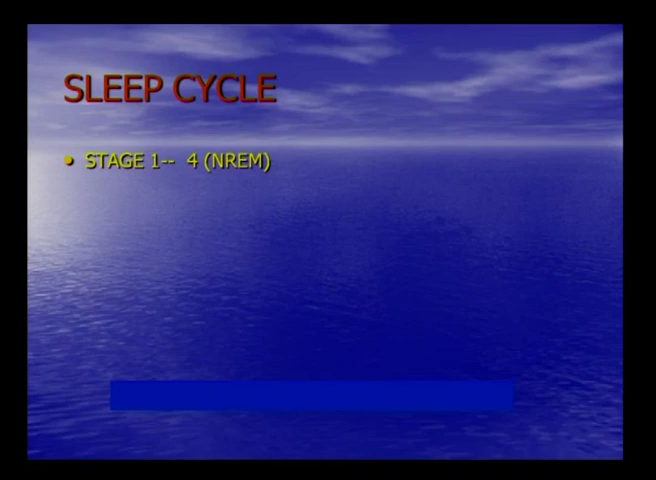 SLEEP CYCLE
• STAGE 1-- 4 (NREM)